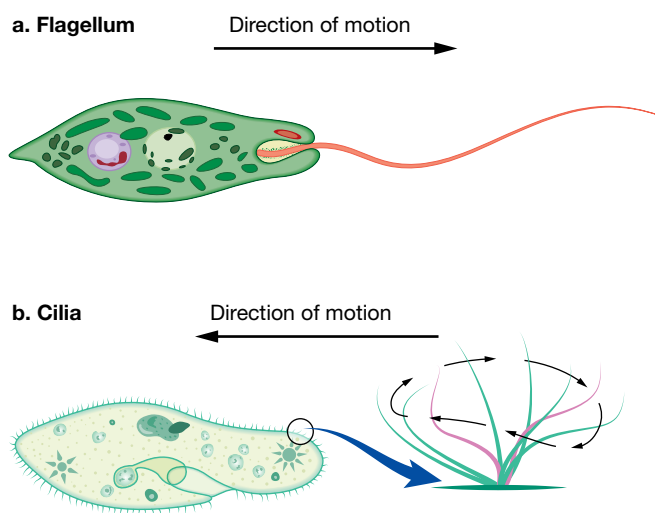 a. Flagellum
Direction of motion
b. Cilia
Direction of motion